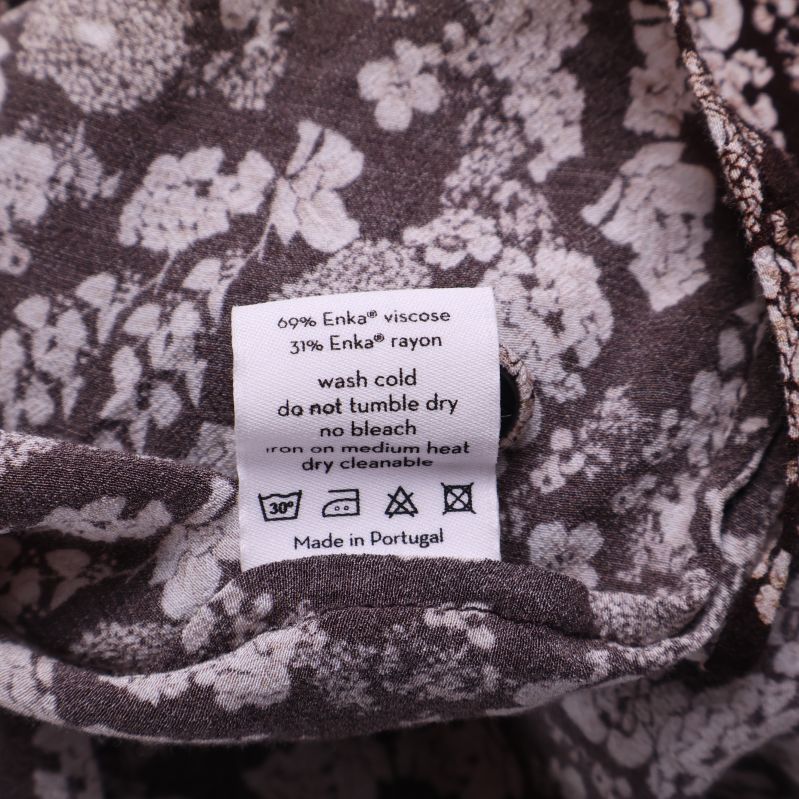 69% Enka® viscose
31% Enka® rayon
wash cold
do not tumble dry
no bleach
iron on medium heat
dry cleanable
30°
Made in Portugal